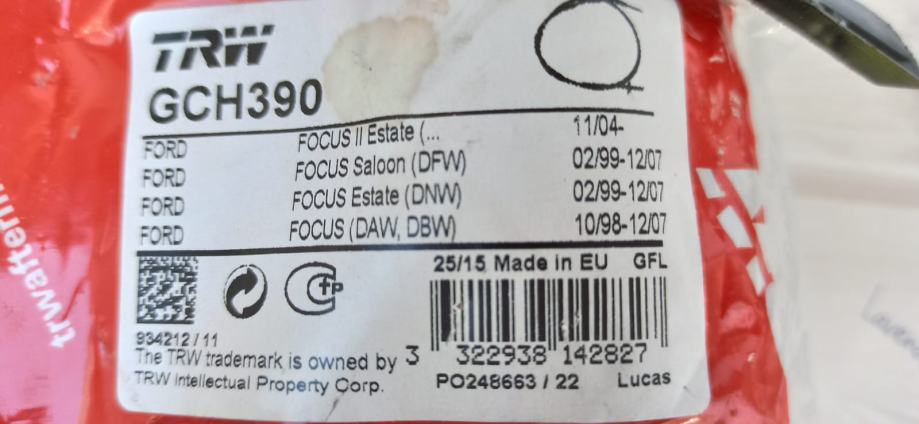 TRW
GCH390
FORD FOCUS II Estate (... 11/04-
FORD FOCUS Saloon (DFW) 02/99-12/07
FORD FOCUS Estate (DNW) 02/99-12/07
FORD FOCUS (DAW, DBW) 10/98-12/07
25/15 Made in EU GFL
934212 / 11
The TRW trademark is owned by
TRW Intellectual Property Corp.
3 322938 142827
PO248663 / 22 Lucas